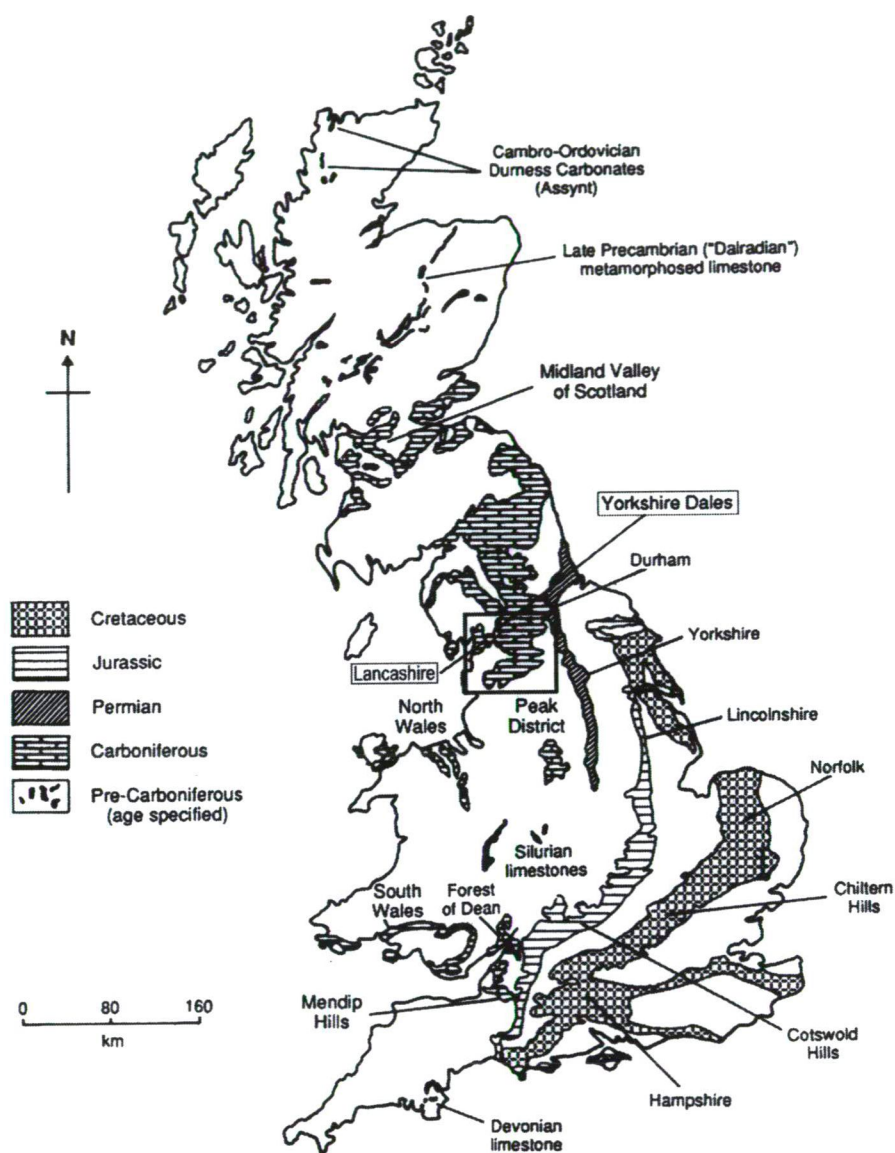 Cambro-Ordovician
Durness Carbonates
(Assynt)
Late Precambrian ("Dalradian")
metamorphosed limestone
N
Midland Valley
of Scotland
Yorkshire Dales
Durham
Cretaceous
Jurassic
Permian
Carboniferous
Pre-Carboniferous
(age specified)
Yorkshire
Lancashire
North
Wales
Peak
District
Lincolnshire
Norfolk
Silurian
limestones
Chiltern
Hills
South
Wales
Forest
of Dean
0 80 160
km
Mendip
Hills
Cotswold
Hills
Hampshire
Devonian
limestone